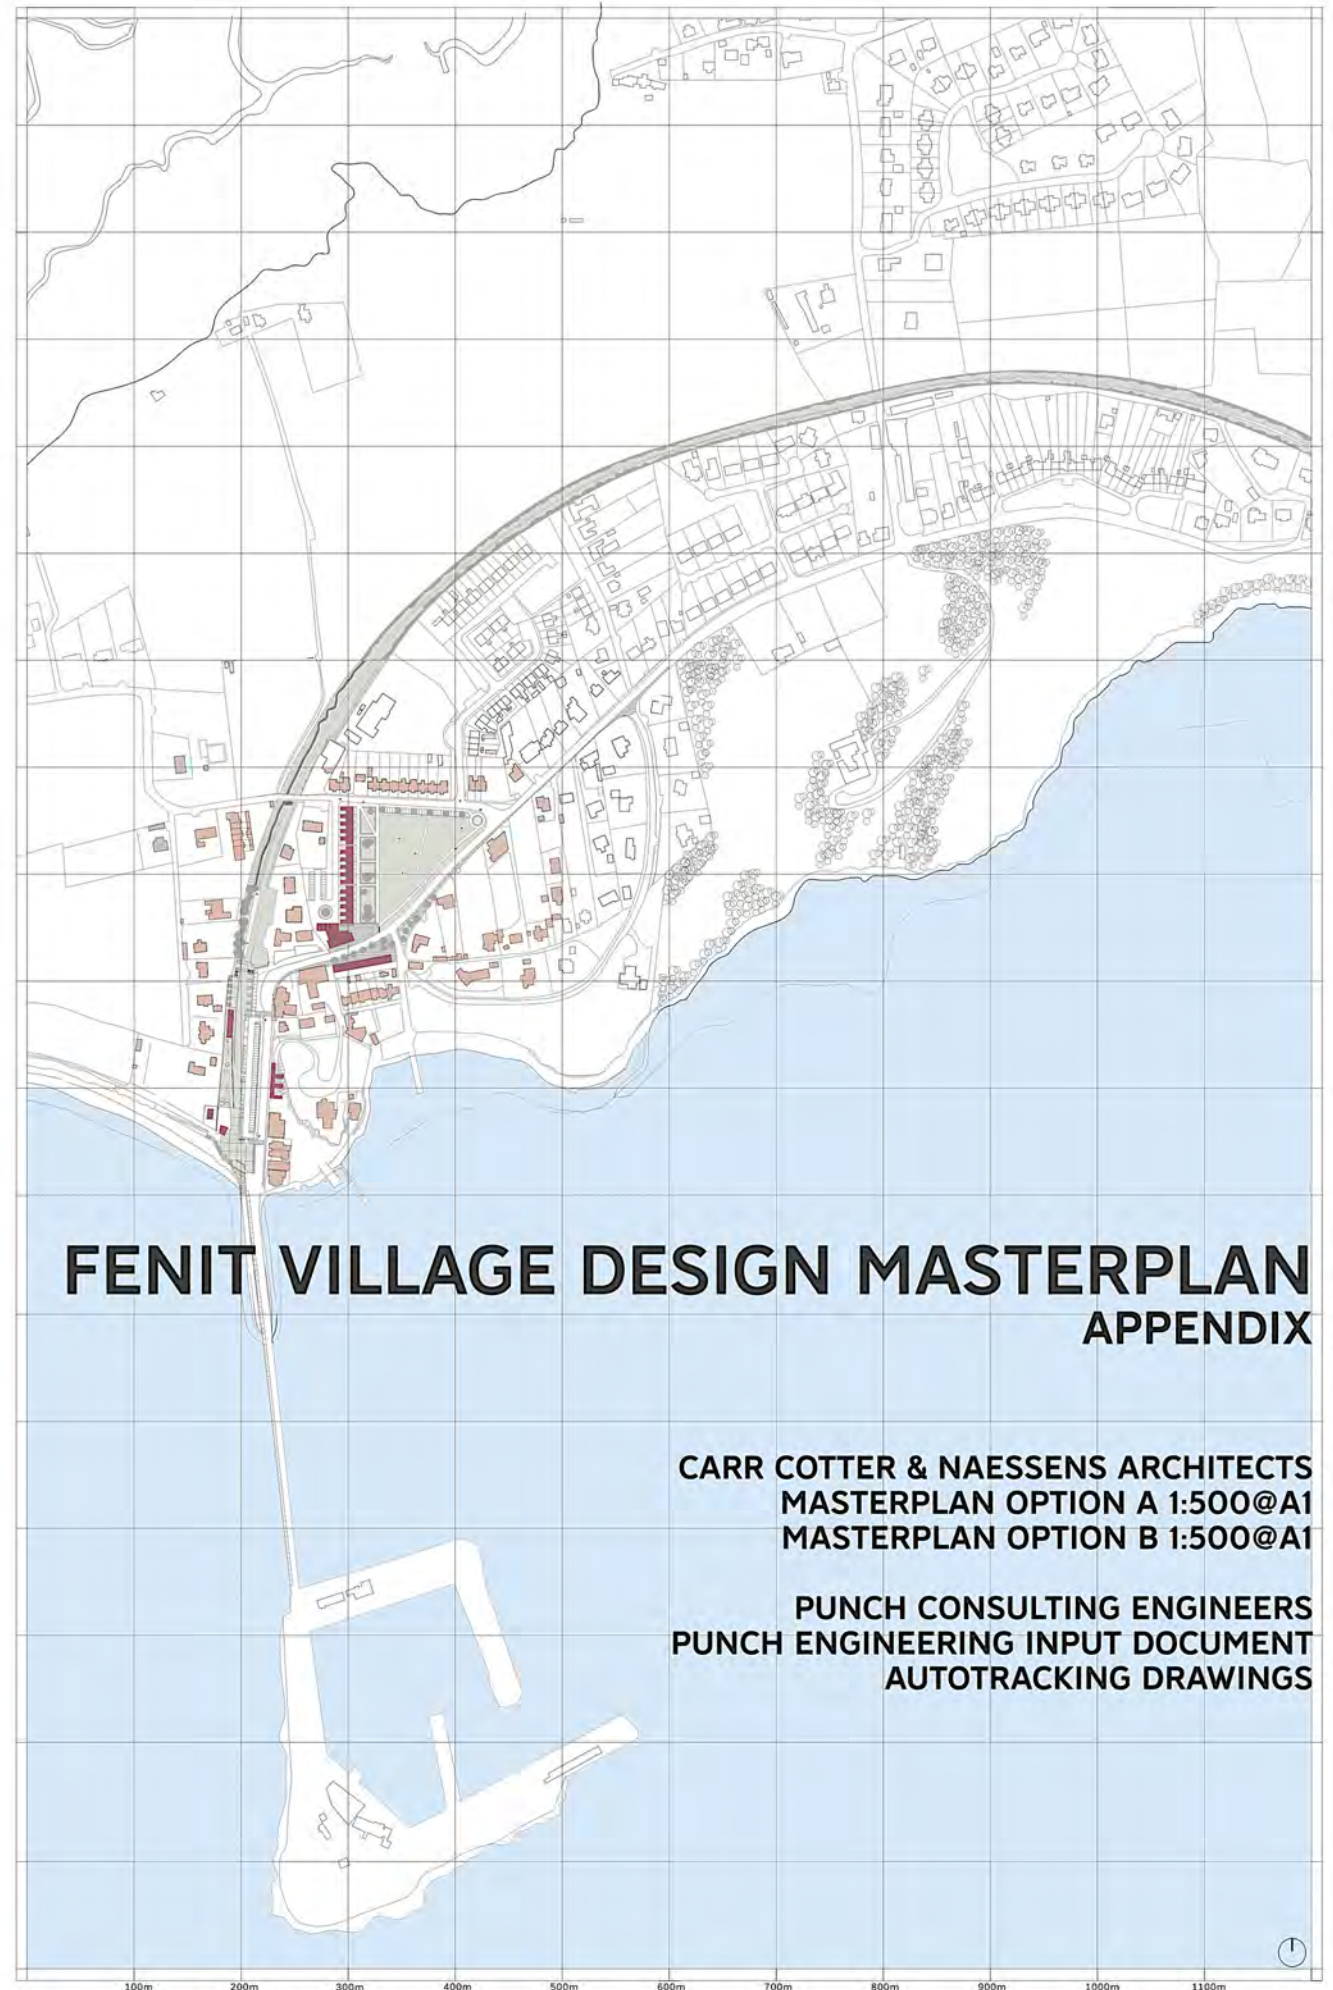 FENIT VILLAGE DESIGN MASTERPLAN
APPENDIX
CARR COTTER & NAESSENS ARCHITECTS
MASTERPLAN OPTION A 1:500@A1
MASTERPLAN OPTION B 1:500@A1
PUNCH CONSULTING ENGINEERS
PUNCH ENGINEERING INPUT DOCUMENT
AUTOTRACKING DRAWINGS
100m 200m 300m 400m 500m 600m 700m 800m 900m 1000m 1100m